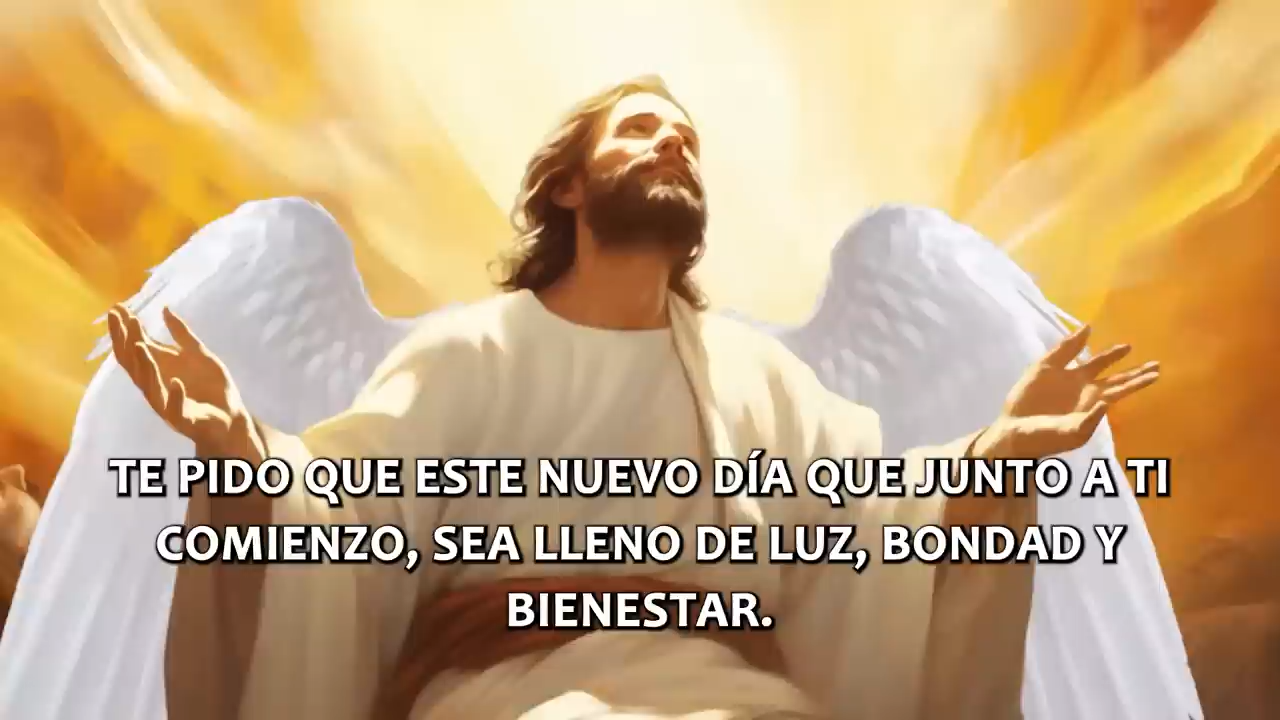 TE PIDO QUE ESTE NUEVO DÍA QUE JUNTO A TI
COMIENZO, SEA LLENO DE LUZ, BONDAD Y
BIENESTAR.